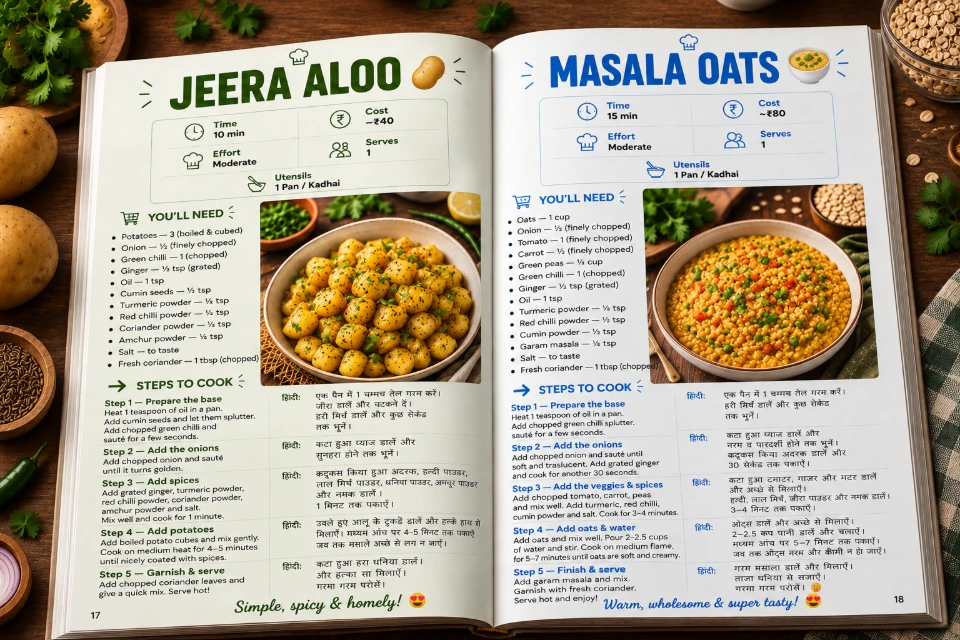 JEERA ALOO
Time
10 min
Cost
~₹40
Effort
Moderate
Serves
1
Utensils
1 Pan / Kadhai
YOU'LL NEED
Potatoes — 3 (boiled & cubed)
Onion — ½ (finely chopped)
Green chilli — 1 (chopped)
Ginger — ½ tsp (grated)
Oil — 1 tsp
Cumin seeds — ½ tsp
Turmeric powder — ¼ tsp
Red chilli powder — ¼ tsp
Coriander powder — ½ tsp
Amchur powder — ½ tsp
Salt — to taste
Fresh coriander — 1 tbsp (chopped)
STEPS TO COOK
Step 1 — Prepare the base
Heat 1 teaspoon of oil in a pan.
Add cumin seeds and let them splutter.
Add chopped green chilli and
sauté for a few seconds.
हिंदी:
एक पैन में 1 चम्मच तेल गरम करें।
जीरा डालें और चटकने दें।
हरी मिर्च डालें और कुछ सेकंड
तक भूनें।
Step 2 — Add the onions
Add chopped onion and sauté
until it turns golden.
हिंदी:
कटा हुआ प्याज डालें और
सुनहरा होने तक भूनें।
Step 3 — Add spices
Add grated ginger, turmeric powder,
red chilli powder, coriander powder,
amchur powder and salt.
Mix well and cook for 1 minute.
हिंदी:
कद्दूकस किया हुआ अदरक, हल्दी पाउडर,
लाल मिर्च पाउडर, धनिया पाउडर, अमचूर पाउडर
और नमक डालें।
1 मिनट तक पकाएँ।
Step 4 — Add potatoes
Add boiled potato cubes and mix gently.
Cook on medium heat for 4–5 minutes
until nicely coated with spices.
हिंदी:
उबले हुए आलू के टुकड़े डालें और हल्के हाथ से
मिलाएँ। मध्यम आंच पर 4-5 मिनट तक पकाएँ
जब तक मसाले अच्छे से लग न जाएँ।
Step 5 — Garnish & serve
Add chopped coriander leaves and
give a quick mix. Serve hot!
हिंदी:
कटा हुआ हरा धनिया डालें
और हल्का सा मिलाएँ।
गरमा गरम परोसें।
17
Simple, spicy & homely! 😍
MASALA OATS
Time
15 min
Cost
~₹80
Effort
Moderate
Serves
1
Utensils
1 Pan / Kadhai
YOU'LL NEED
Oats — 1 cup
Onion — ½ (finely chopped)
Tomato — 1 (finely chopped)
Carrot — ½ (finely chopped)
Green peas — ½ cup
Green chilli — 1 (chopped)
Ginger — ½ tsp (grated)
Oil — 1 tsp
Turmeric powder — ¼ tsp
Red chilli powder — ½ tsp
Cumin powder — ½ tsp
Garam masala — ¼ tsp
Salt — to taste
Fresh coriander — 1 tbsp (chopped)
STEPS TO COOK
Step 1 — Prepare the base
Heat 1 teaspoon of oil in a pan.
Add chopped green chilli and
sauté for a few seconds.
हिंदी:
एक पैन में 1 चम्मच तेल गरम करें।
हरी मिर्च डालें और कुछ सेकंड
तक भूनें।
Step 2 — Add the onions
Add chopped onion and sauté until
soft and traslucent. Add grated ginger
and cook for another 30 seconds.
हिंदी:
कटा हुआ प्याज डालें और
नरम व पारदर्शी होने तक भूनें।
कद्दूकस किया अदरक डालें और
30 सेकंड तक पकाएँ।
Step 3 — Add the veggies & spices
Add chopped tomato, carrot, peas
and mix well. Add turmeric, red chilli,
cumin powder and salt. Cook for 3–4 minutes.
हिंदी:
कटा हुआ टमाटर, गाजर और मटर डालें
और अच्छे से मिलाएँ।
हल्दी, लाल मिर्च, जीरा पाउडर और नमक डालें।
3–4 मिनट तक पकाएँ।
Step 4 — Add oats & water
Add oats and mix well. Pour 2–2.5 cups
of water and stir. Cook on medium flame,
for 5–7 minutes until oats are soft and creamy.
हिंदी:
ओट्स डालें और अच्छे से मिलाएँ।
2–2.5 कप पानी डालें और चलाएँ।
मध्यम आंच पर 5–7 मिनट तक पकाएँ।
जब तक ओट्स नरम और
Step 5 — Finish & serve
Add garam masala and mix.
Garnish with fresh coriander.
Serve hot and enjoy!
हिंदी:
गरम मसाला डालें और मिलाएँ।
ताजा धनिया से सजाएँ।
गरमा गरम परोसें! 😋
Warm, wholesome & super tasty! 😍
18